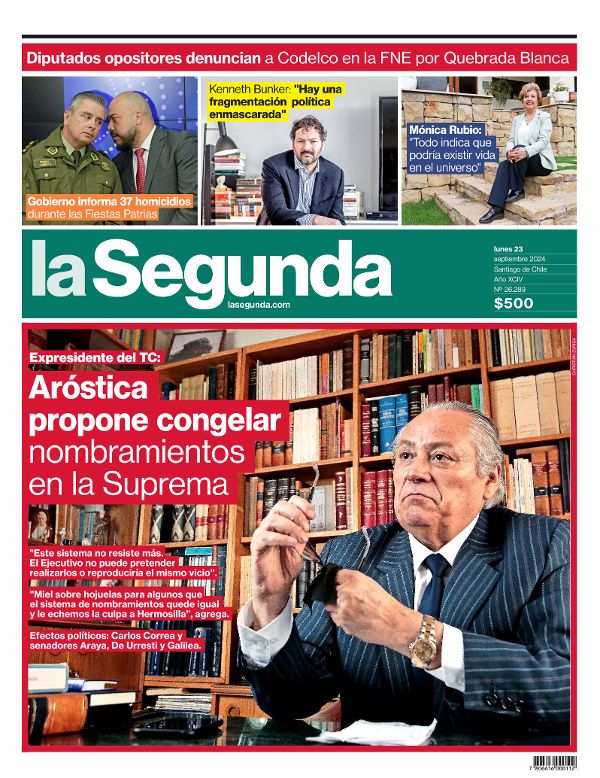 Diputados opositores denuncian a Codelco en la FNE por Quebrada Blanca
Gobierno informa 37 homicidios
durante las Fiestas Patrias
Kenneth Bunker: "Hay una
fragmentación política
enmascarada"
Mónica Rubio:
"Todo indica que
podría existir vida
en el universo"
la Segunda
lasegunda.com
lunes 23
septiembre 2024
Santiago de Chile
Año XCIV
Nº 26.289
$500
Expresidente del TC:
Aróstica
propone congelar
nombramientos
en la Suprema
"Este sistema no resiste más.
El Ejecutivo no puede pretender
realizarlos o reproduciría el mismo vicio".
"Miel sobre hojuelas para algunos que
el sistema de nombramientos quede igual
y le echemos la culpa a Hermosilla", agrega.
Efectos políticos: Carlos Correa y
senadores Araya, De Urresti y Galilea.